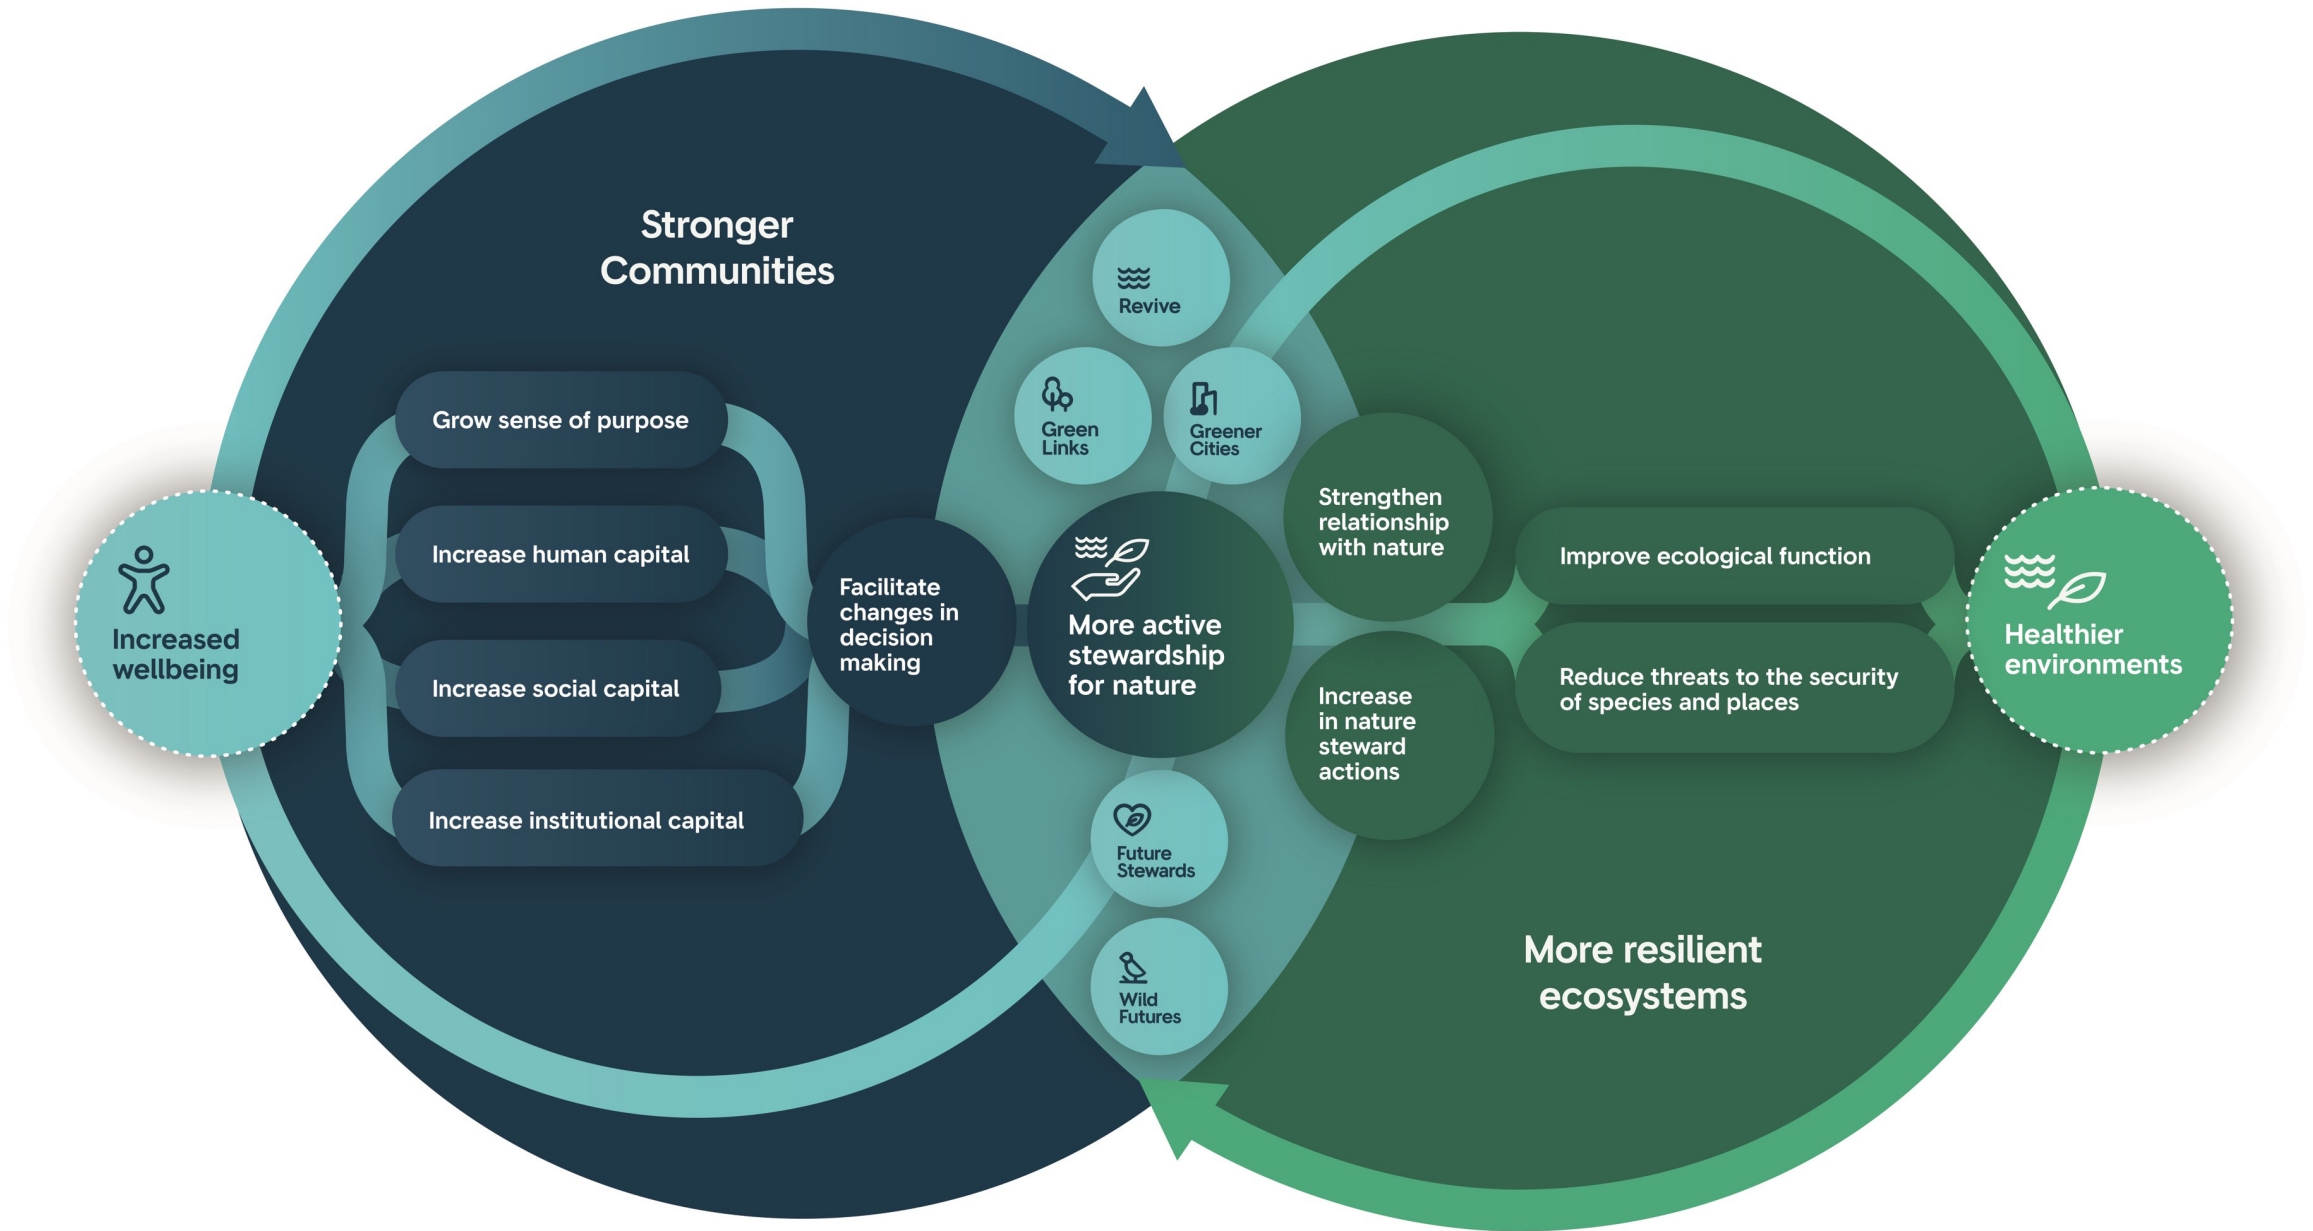 Stronger
Communities
Revive
Green
Links
Greener
Cities
Grow sense of purpose
Increase human capital
Increase social capital
Increase institutional capital
Increased
wellbeing
Facilitate
changes in
decision
making
More active
stewardship
for nature
Strengthen
relationship
with nature
Increase
in nature
steward
actions
Improve ecological function
Reduce threats to the security
of species and places
Healthier
environments
Future
Stewards
Wild
Futures
More resilient
ecosystems